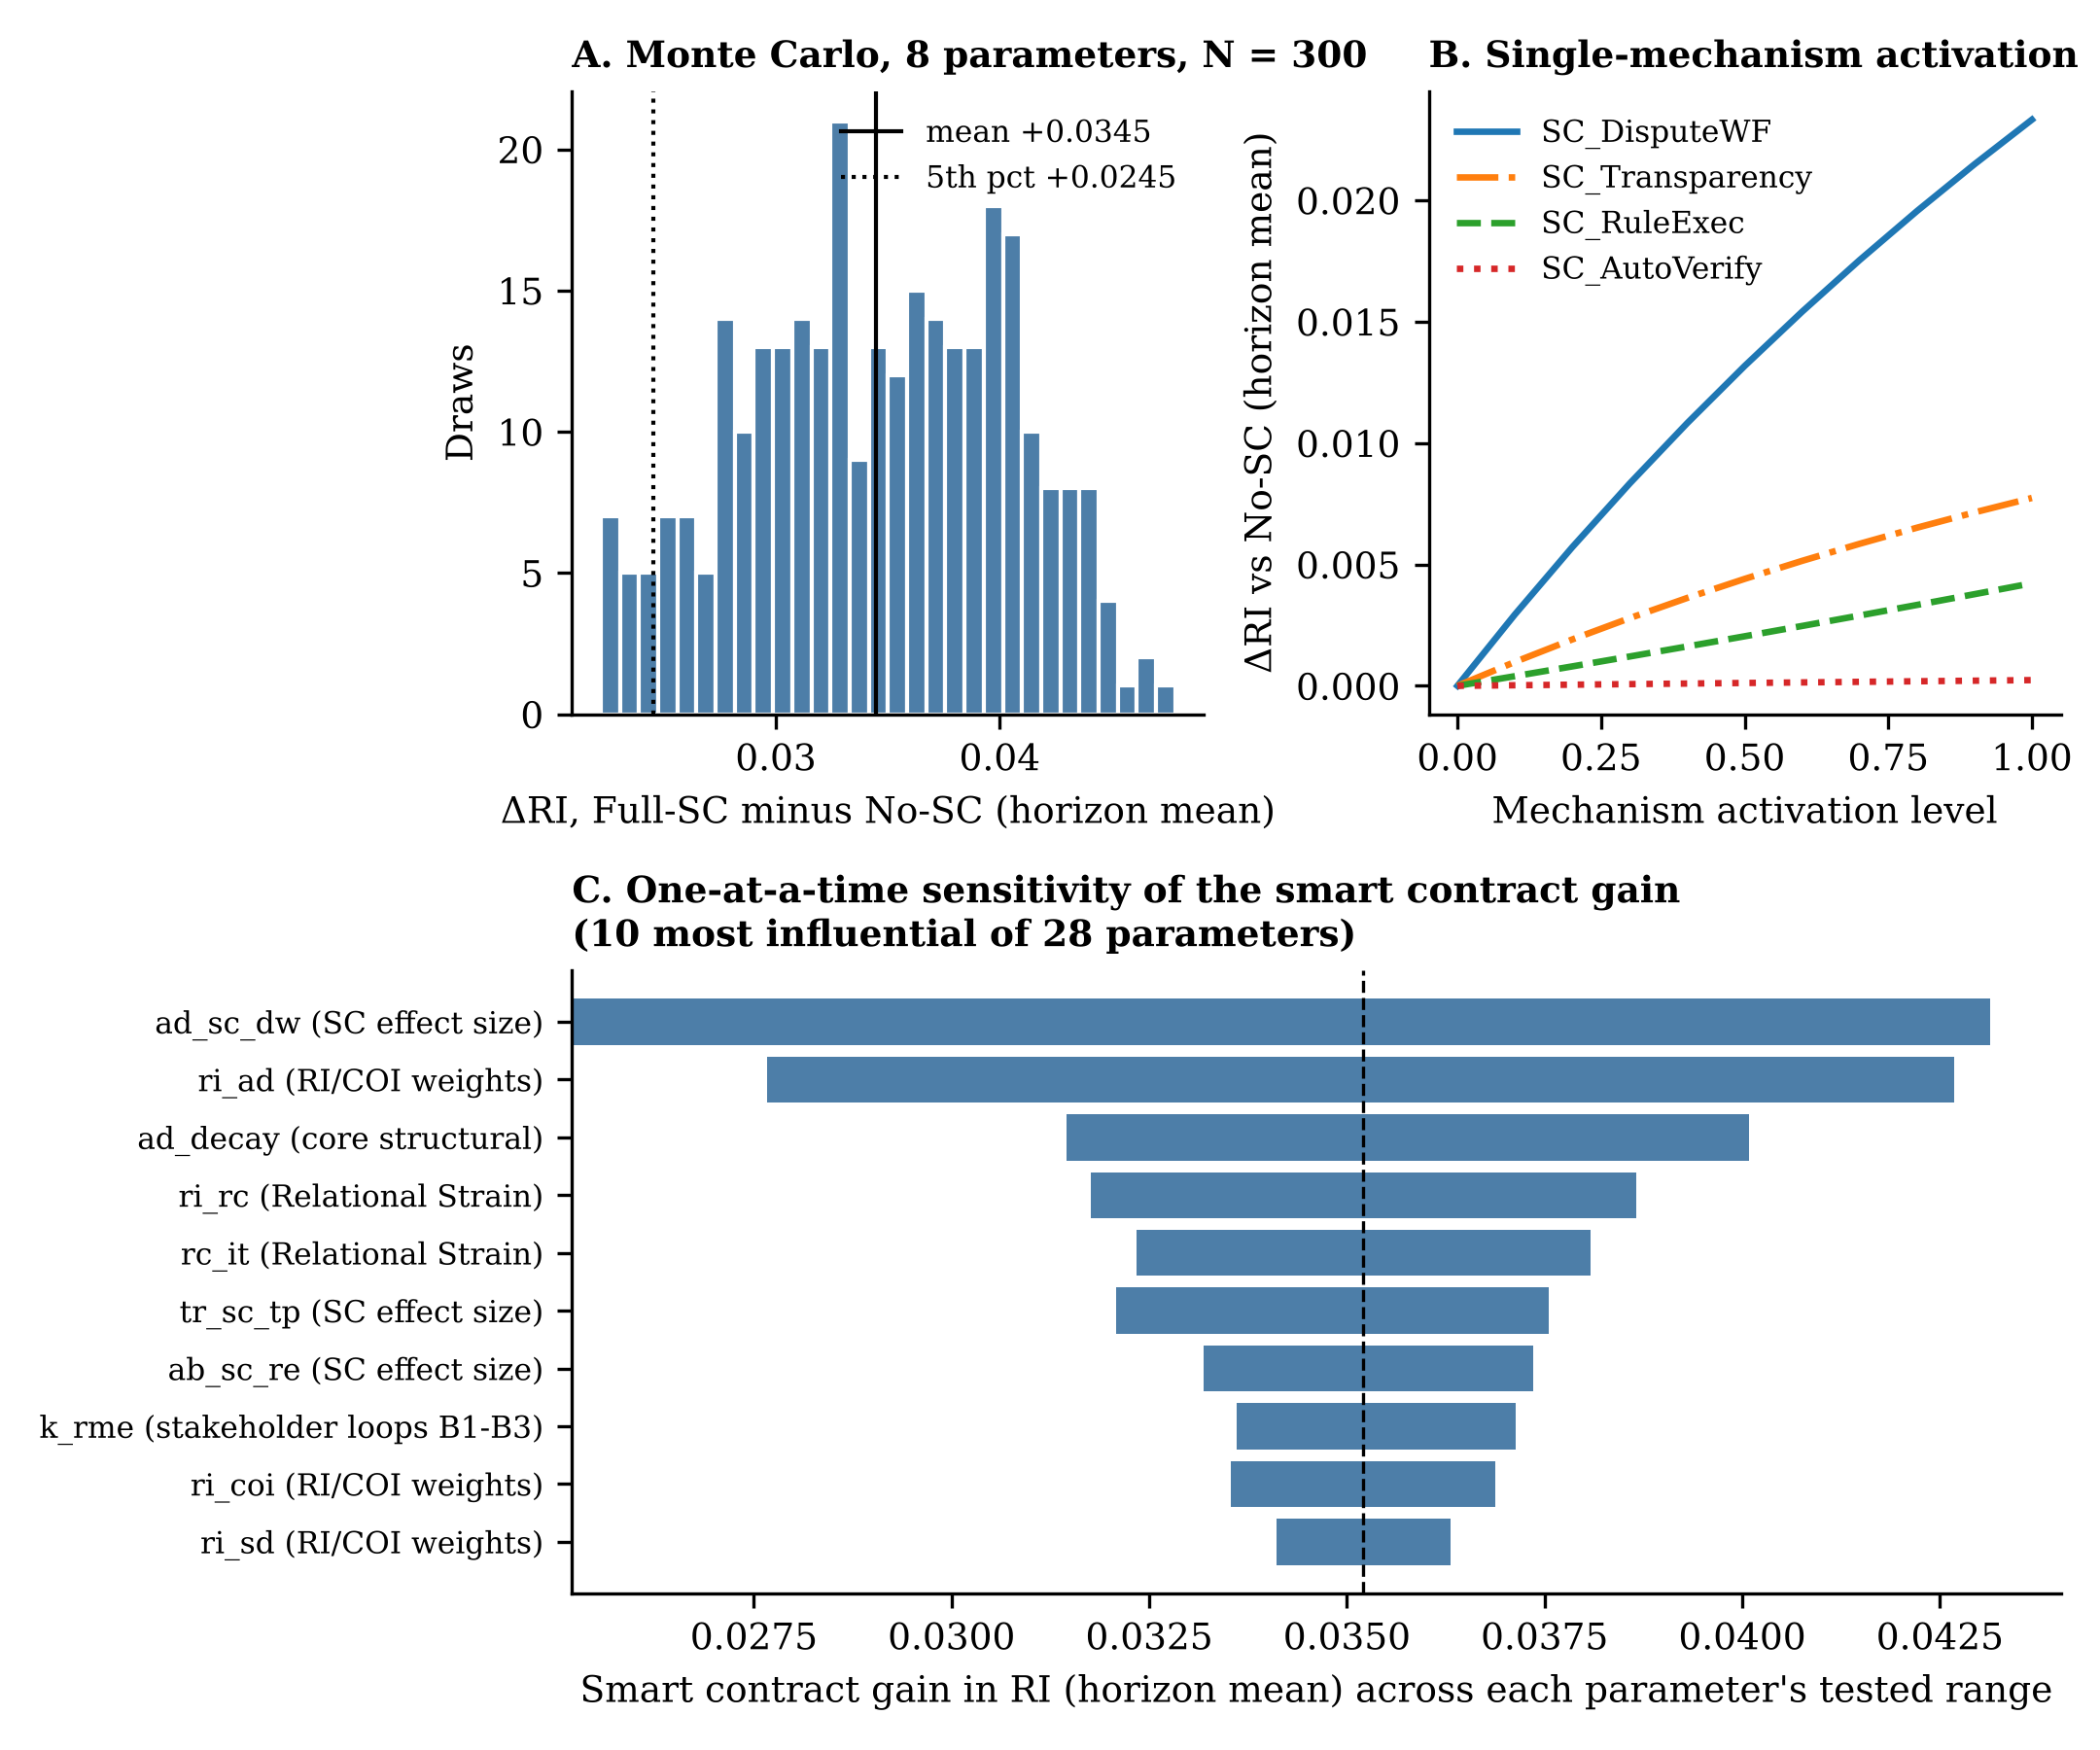 A. Monte Carlo, 8 parameters, N = 300
mean +0.0345
5th pct +0.0245
Draws
20
15
10
5
0
0.03
0.04
ΔRI, Full-SC minus No-SC (horizon mean)
B. Single-mechanism activation
SC_DisputeWF
SC_Transparency
SC_RuleExec
SC_AutoVerify
ΔRI vs No-SC (horizon mean)
0.020
0.015
0.010
0.005
0.000
0.00
0.25
0.50
0.75
1.00
Mechanism activation level
C. One-at-a-time sensitivity of the smart contract gain
(10 most influential of 28 parameters)
ad_sc_dw (SC effect size)
ri_ad (RI/COI weights)
ad_decay (core structural)
ri_rc (Relational Strain)
rc_it (Relational Strain)
tr_sc_tp (SC effect size)
ab_sc_re (SC effect size)
k_rme (stakeholder loops B1-B3)
ri_coi (RI/COI weights)
ri_sd (RI/COI weights)
0.0275
0.0300
0.0325
0.0350
0.0375
0.0400
0.0425
Smart contract gain in RI (horizon mean) across each parameter's tested range